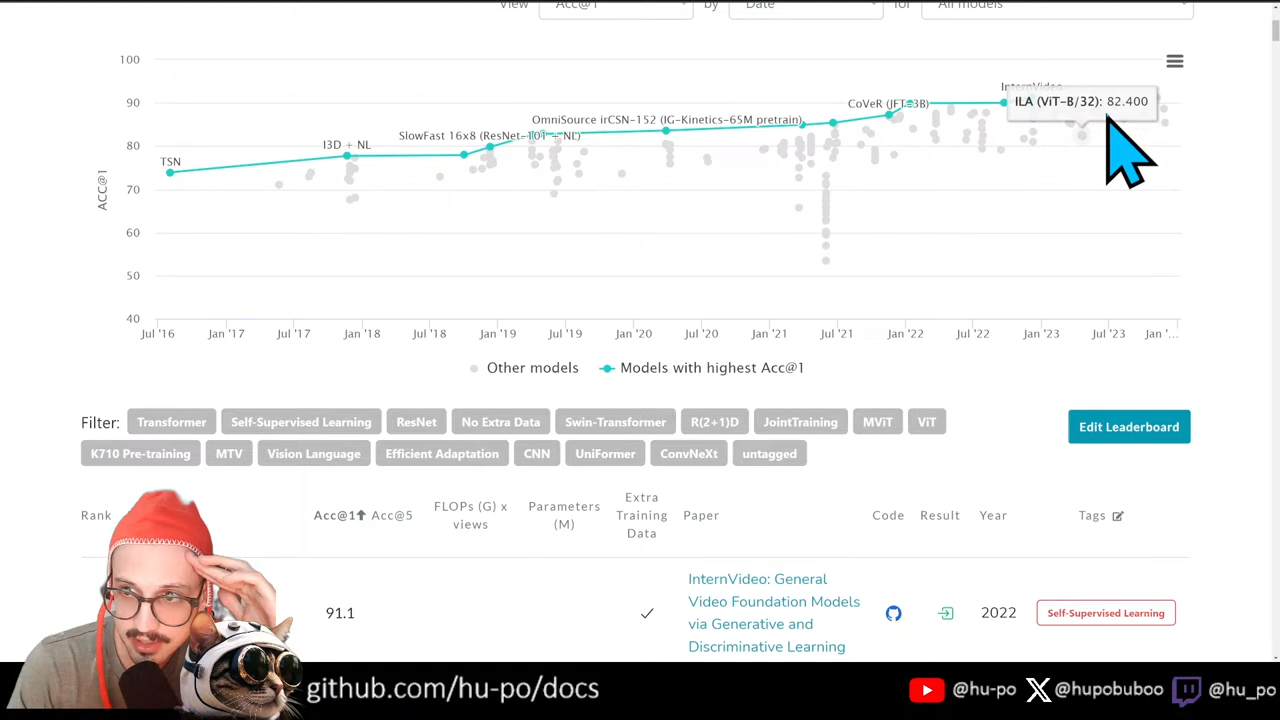 View Acc@1 by Date for All models
100
90
80
70
60
50
40
ACC@1
TSN
I3D + NL
SlowFast 16x8 (ResNet-101 + NL)
OmniSource irCSN-152 (IG-Kinetics-65M pretrain)
CoVeR (JFT-3B)
InternVideo
ILA (ViT-B/32): 82.400
Jul '16 Jan '17 Jul '17 Jan '18 Jul '18 Jan '19 Jul '19 Jan '20 Jul '20 Jan '21 Jul '21 Jan '22 Jul '22 Jan '23 Jul '23 Jan '...
Other models Models with highest Acc@1
Filter: Transformer Self-Supervised Learning ResNet No Extra Data Swin-Transformer R(2+1)D JointTraining MViT ViT
K710 Pre-training MTV Vision Language Efficient Adaptation CNN UniFormer ConvNeXt untagged
Edit Leaderboard
Rank Acc@1 Acc@5 FLOPs (G) x views Parameters (M) Extra Training Data Paper Code Result Year Tags
91.1
InternVideo: General
Video Foundation Models
via Generative and
Discriminative Learning
2022 Self-Supervised Learning
github.com/hu-po/docs
@hu-po @hupobuboo @hu_po